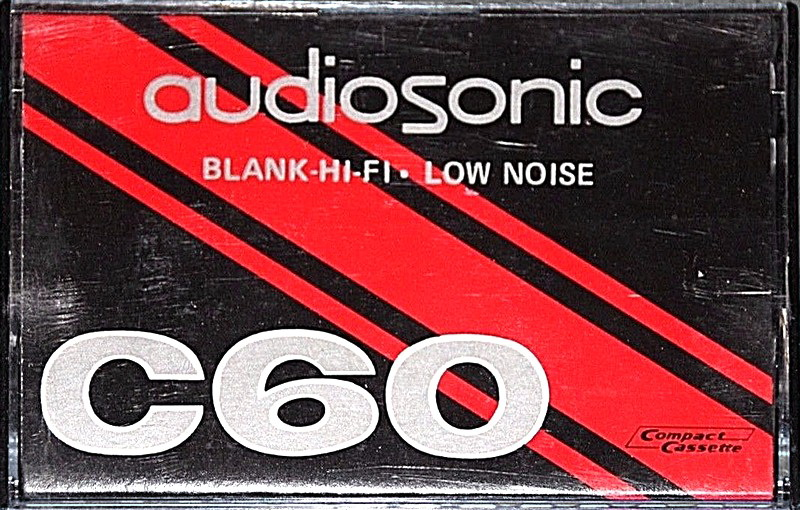 audiosonic
BLANK-HI-FI • LOW NOISE
C60
Compact
Cassette